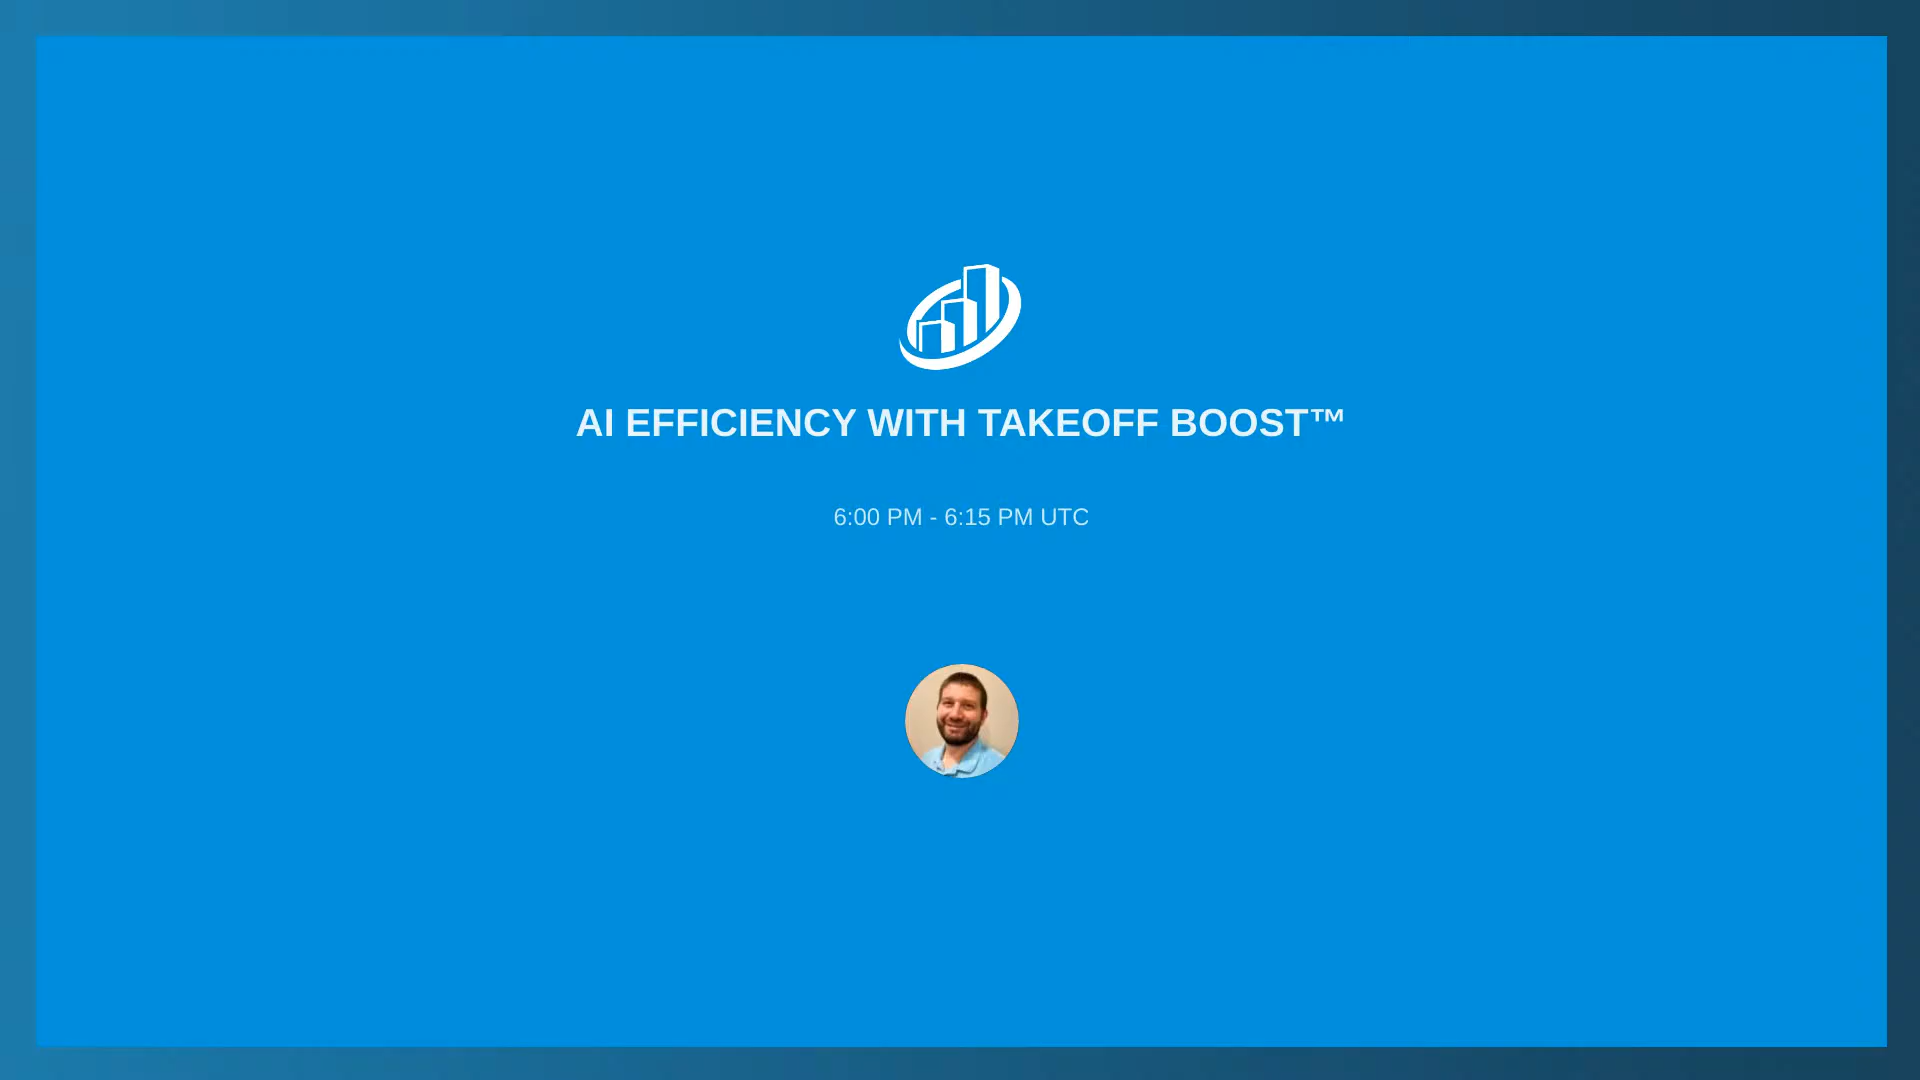 AI EFFICIENCY WITH TAKEOFF BOOST™
6:00 PM - 6:15 PM UTC